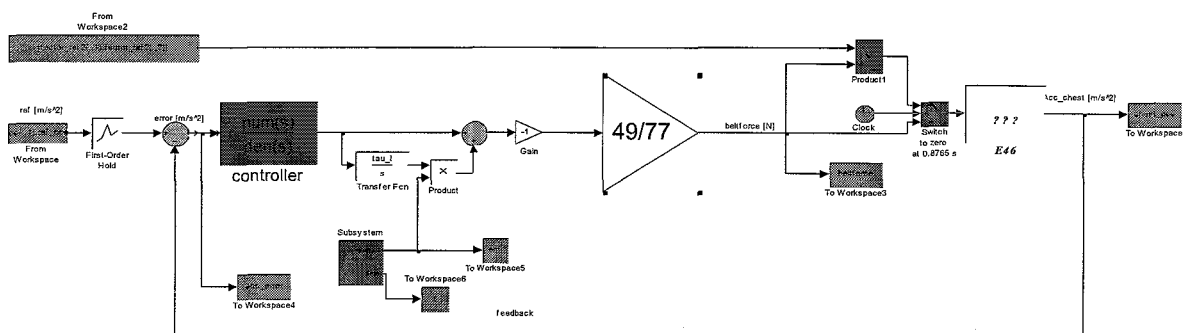 From
Workspace2
ref [m/s^2]
From
Workspace
First-Order
Hold
error [m/s^2]
num(s)
den(s)
controller
tau_I
s
Transfer Fcn
×
Product
-1
Gain
49/77
beltforce [N]
Product1
Clock
Switch
to zero
at 0.8765 s
? ? ?
E46
Acc_chest [m/s^2]
To Workspace
To Workspace3
Subsystem
To Workspace5
To Workspace6
To Workspace4
feedback